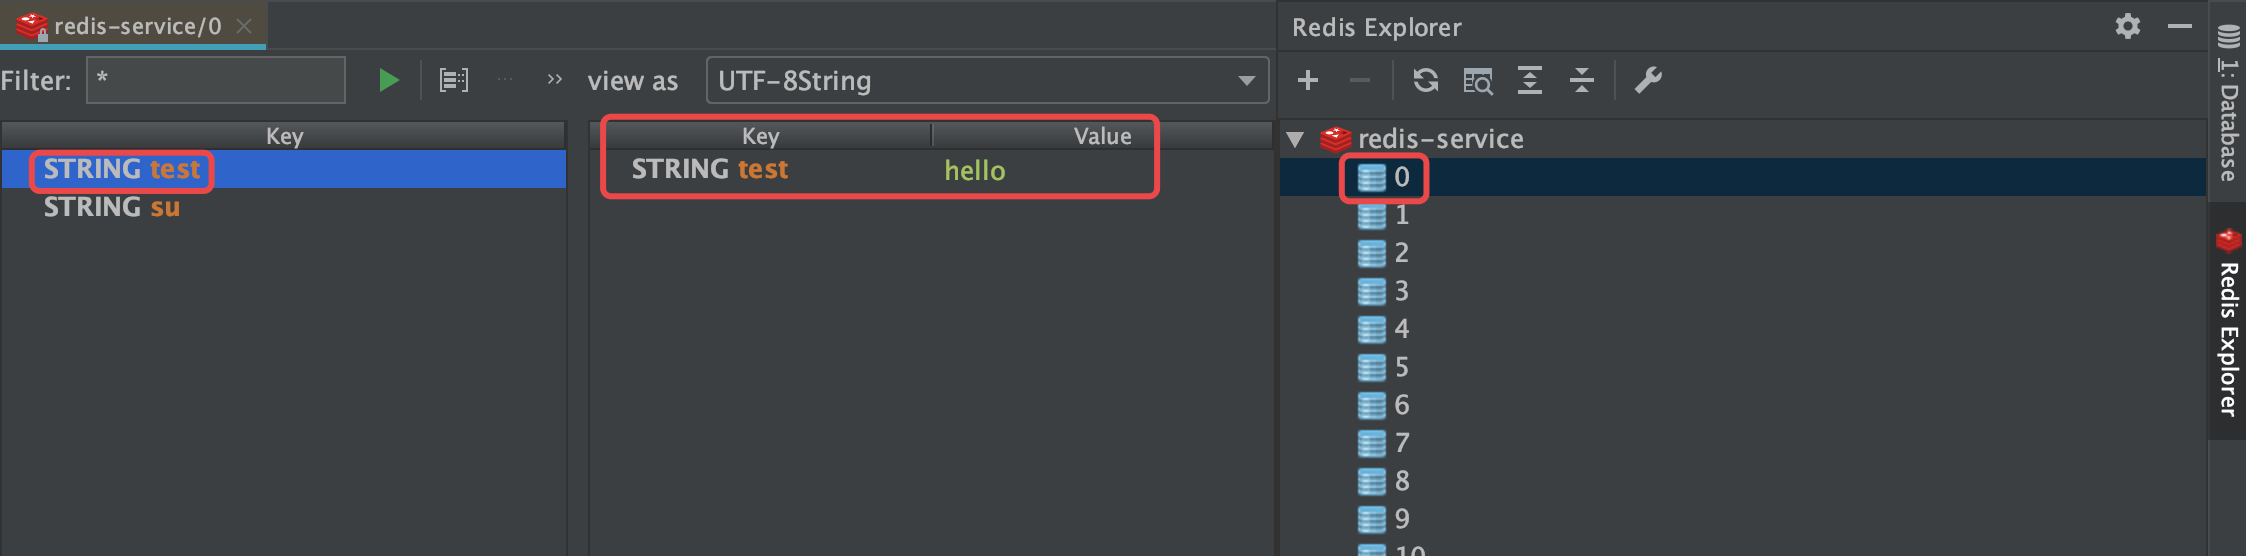 redis-service/0
Filter: *
view as UTF-8String
Key
STRING test
STRING su
Key Value
STRING test hello
Redis Explorer
redis-service
0
1
2
3
4
5
6
7
8
9
10
1: Database
Redis Explorer